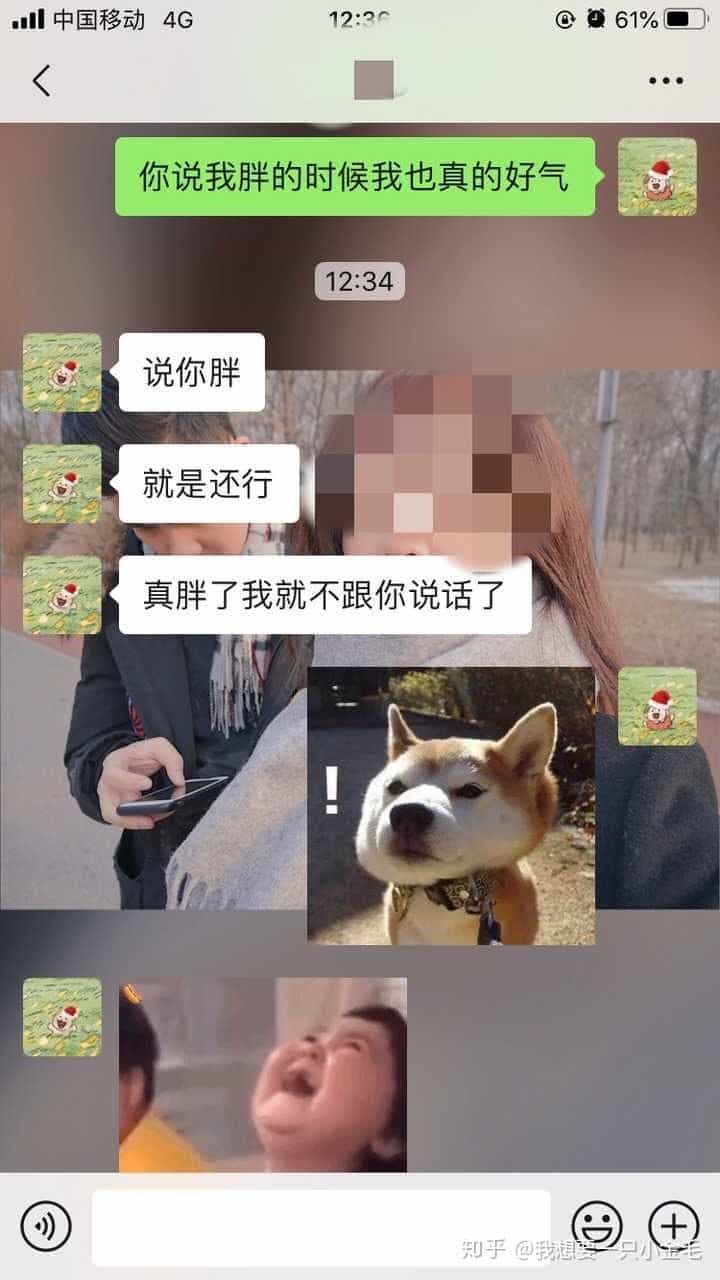 中国移动 4G 12:36 61%
你说我胖的时候我也真的好气
12:34
说你胖
就是还行
真胖了我就不跟你说话了
!
知乎 @我想要一只小金毛